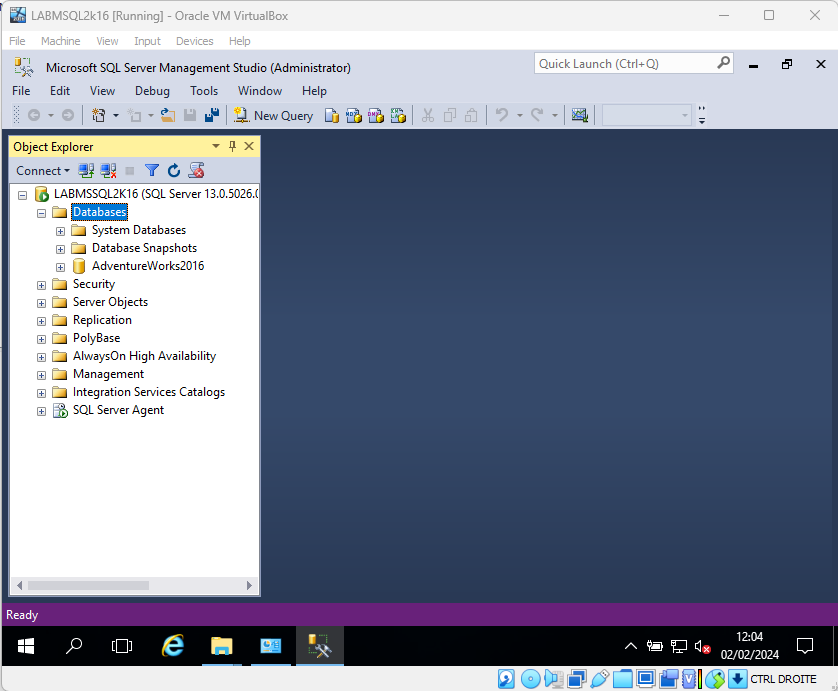 LABMSQL2k16 [Running] - Oracle VM VirtualBox
File Machine View Input Devices Help
Microsoft SQL Server Management Studio (Administrator)
Quick Launch (Ctrl+Q)
File Edit View Debug Tools Window Help
New Query
Object Explorer
Connect
LABMSSQL2K16 (SQL Server 13.0.5026.0
Databases
System Databases
Database Snapshots
AdventureWorks2016
Security
Server Objects
Replication
PolyBase
AlwaysOn High Availability
Management
Integration Services Catalogs
SQL Server Agent
Ready
12:04
02/02/2024
CTRL DROITE